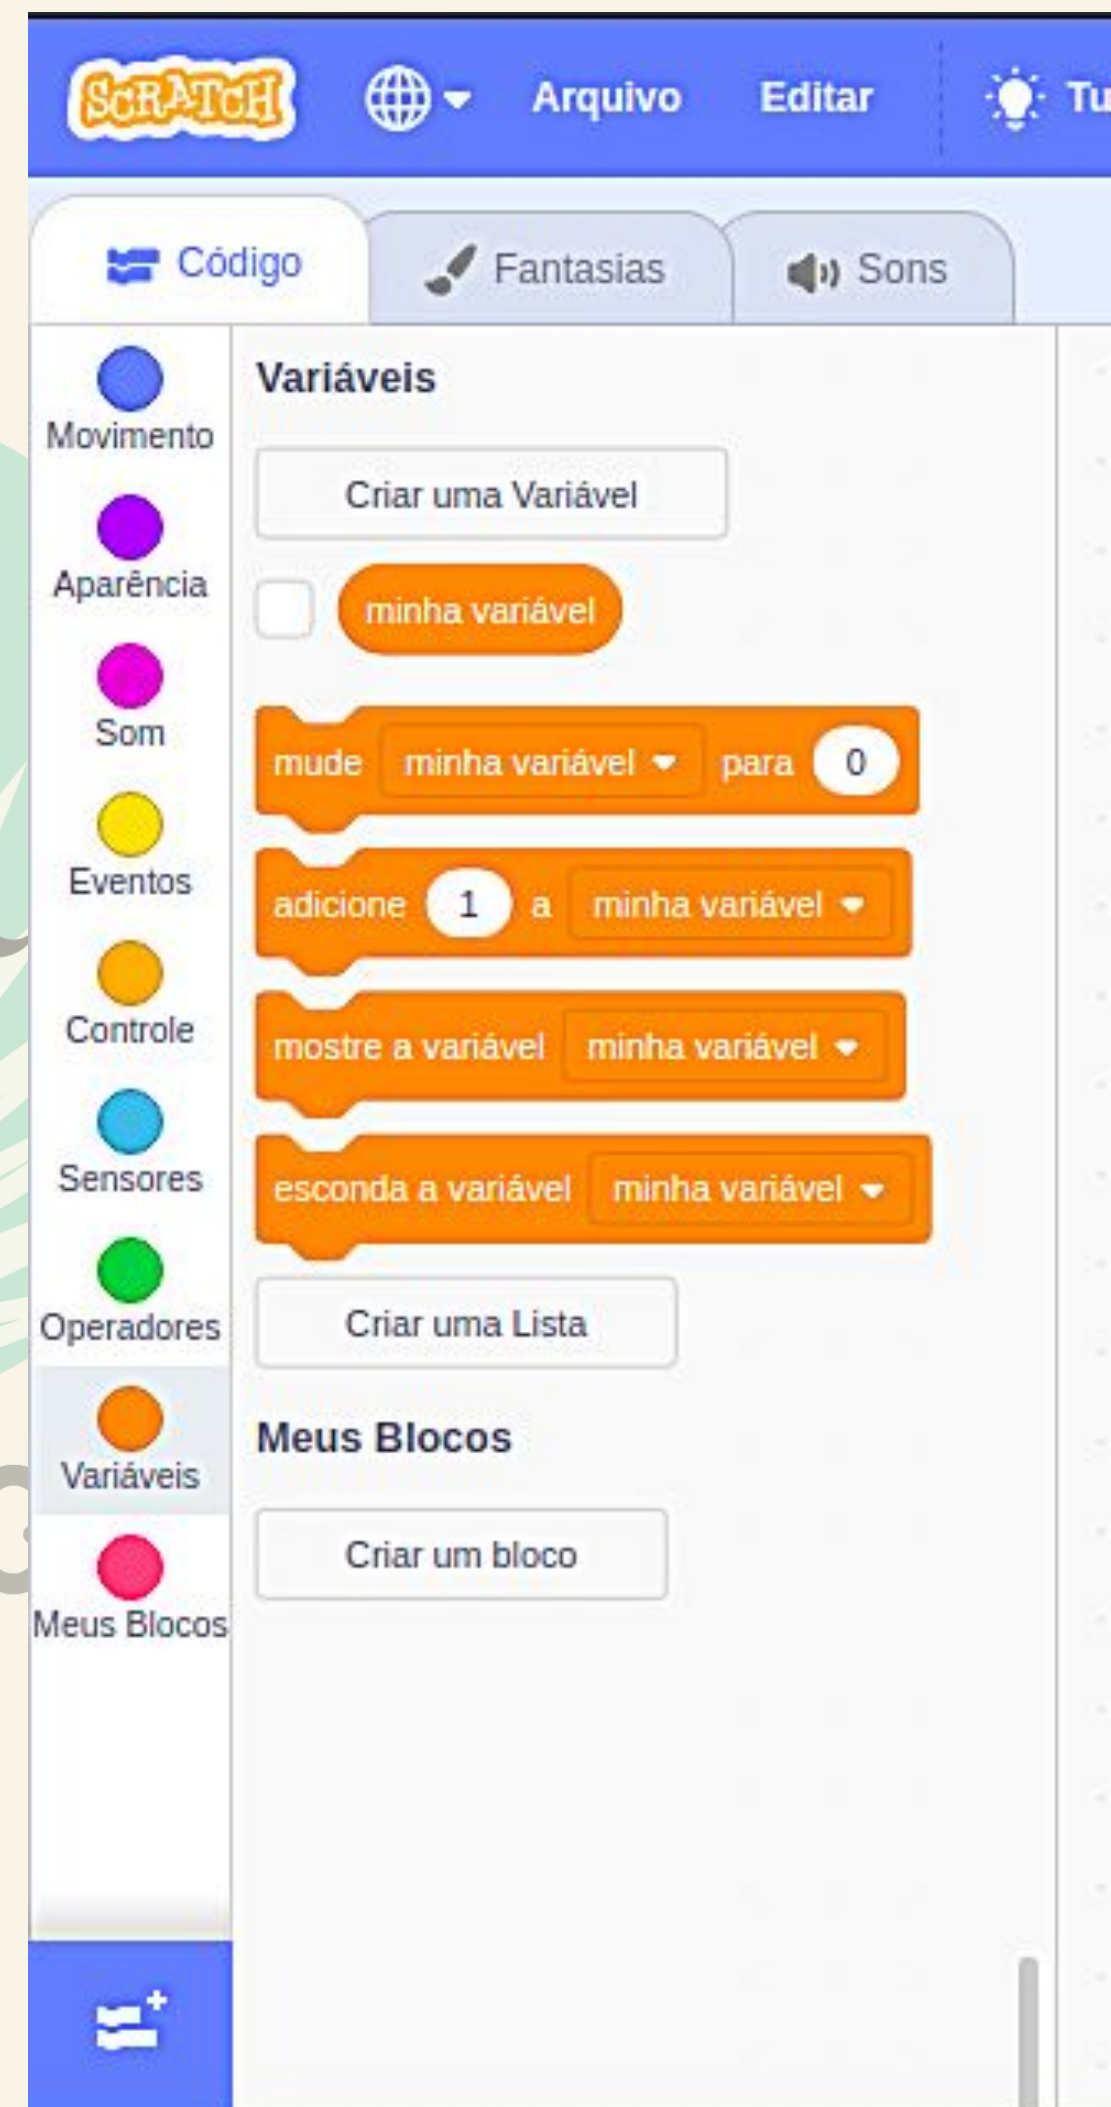 SCRATCH
Arquivo
Editar
Tu
Código
Fantasias
Sons
Movimento
Aparência
Som
Eventos
Controle
Sensores
Operadores
Variáveis
Meus Blocos
Variáveis
Criar uma Variável
minha variável
mude minha variável para 0
adicione 1 a minha variável
mostre a variável minha variável
esconda a variável minha variável
Criar uma Lista
Meus Blocos
Criar um bloco